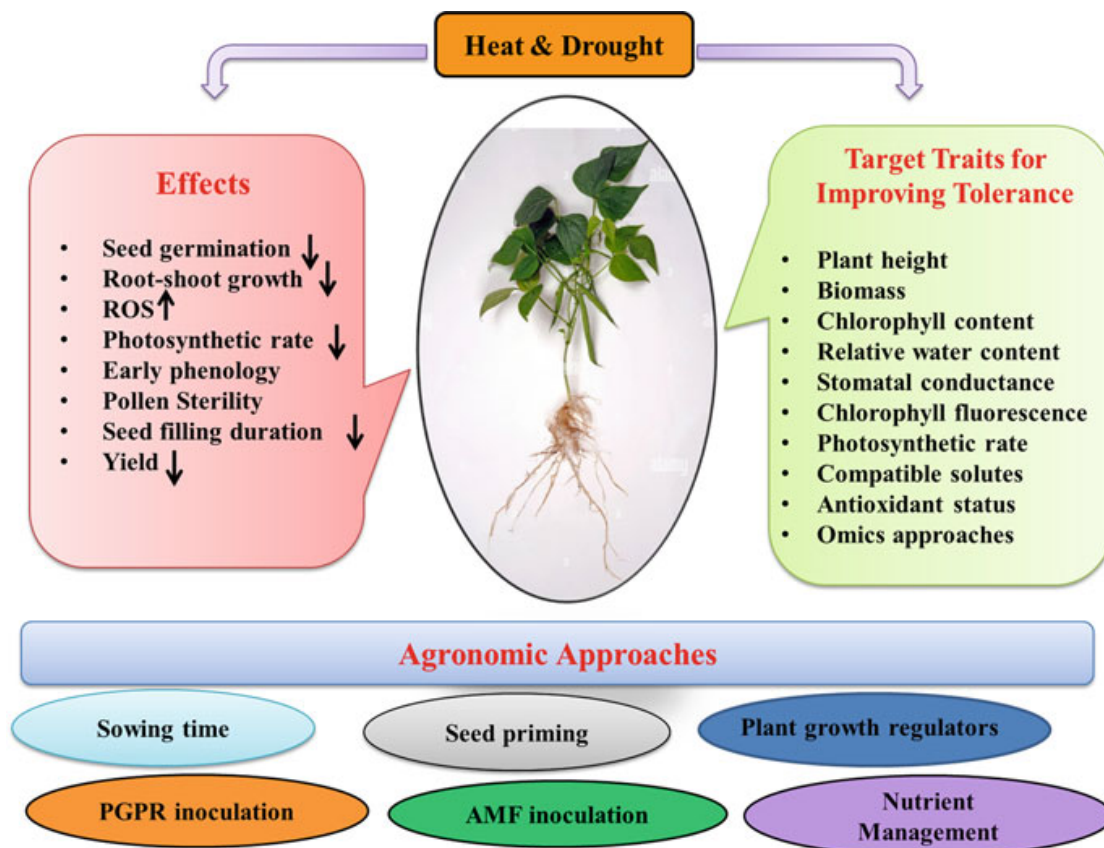 Heat & Drought
Effects
• Seed germination ↓
• Root-shoot growth ↓
• ROS ↑
• Photosynthetic rate ↓
• Early phenology
• Pollen Sterility
• Seed filling duration ↓
• Yield ↓
Target Traits for
Improving Tolerance
• Plant height
• Biomass
• Chlorophyll content
• Relative water content
• Stomatal conductance
• Chlorophyll fluorescence
• Photosynthetic rate
• Compatible solutes
• Antioxidant status
• Omics approaches
Agronomic Approaches
Sowing time
Seed priming
Plant growth regulators
PGPR inoculation
AMF inoculation
Nutrient
Management